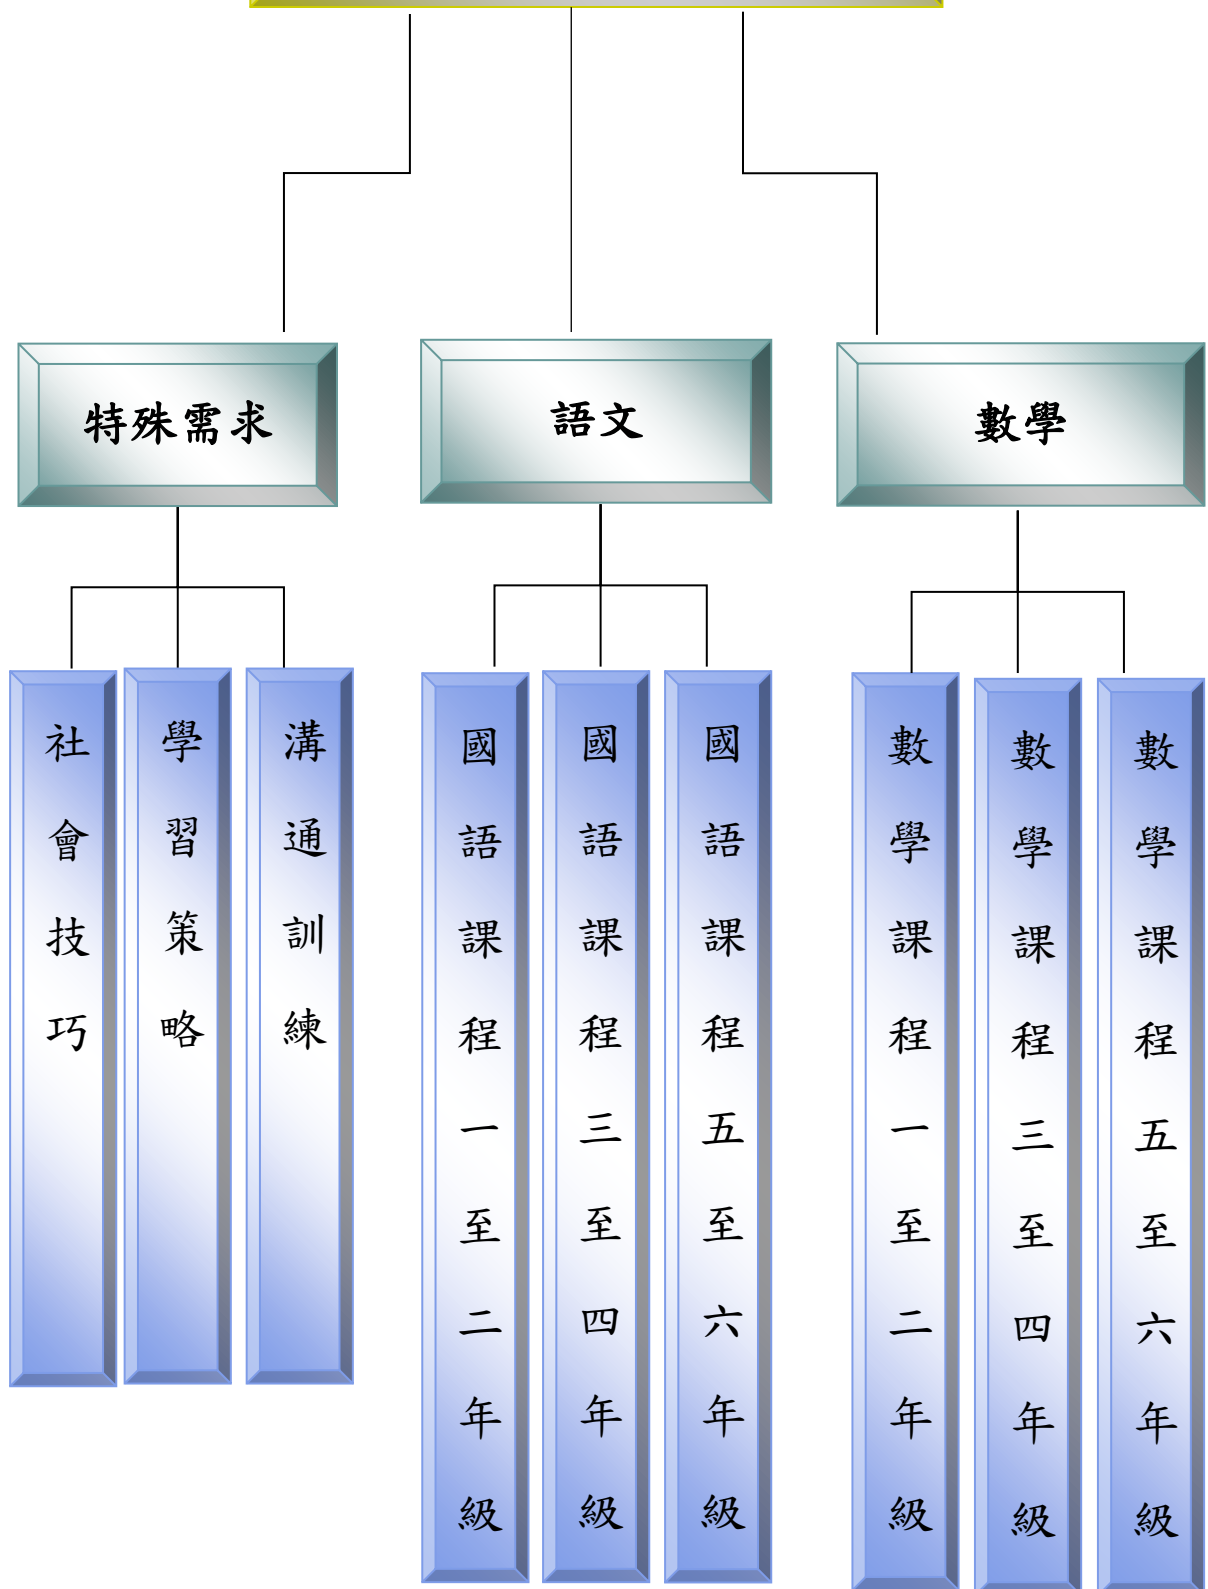 特殊需求
語文
數學
社會技巧
學習策略
溝通訓練
國語課程一至二年級
國語課程三至四年級
國語課程五至六年級
數學課程一至二年級
數學課程三至四年級
數學課程五至六年級